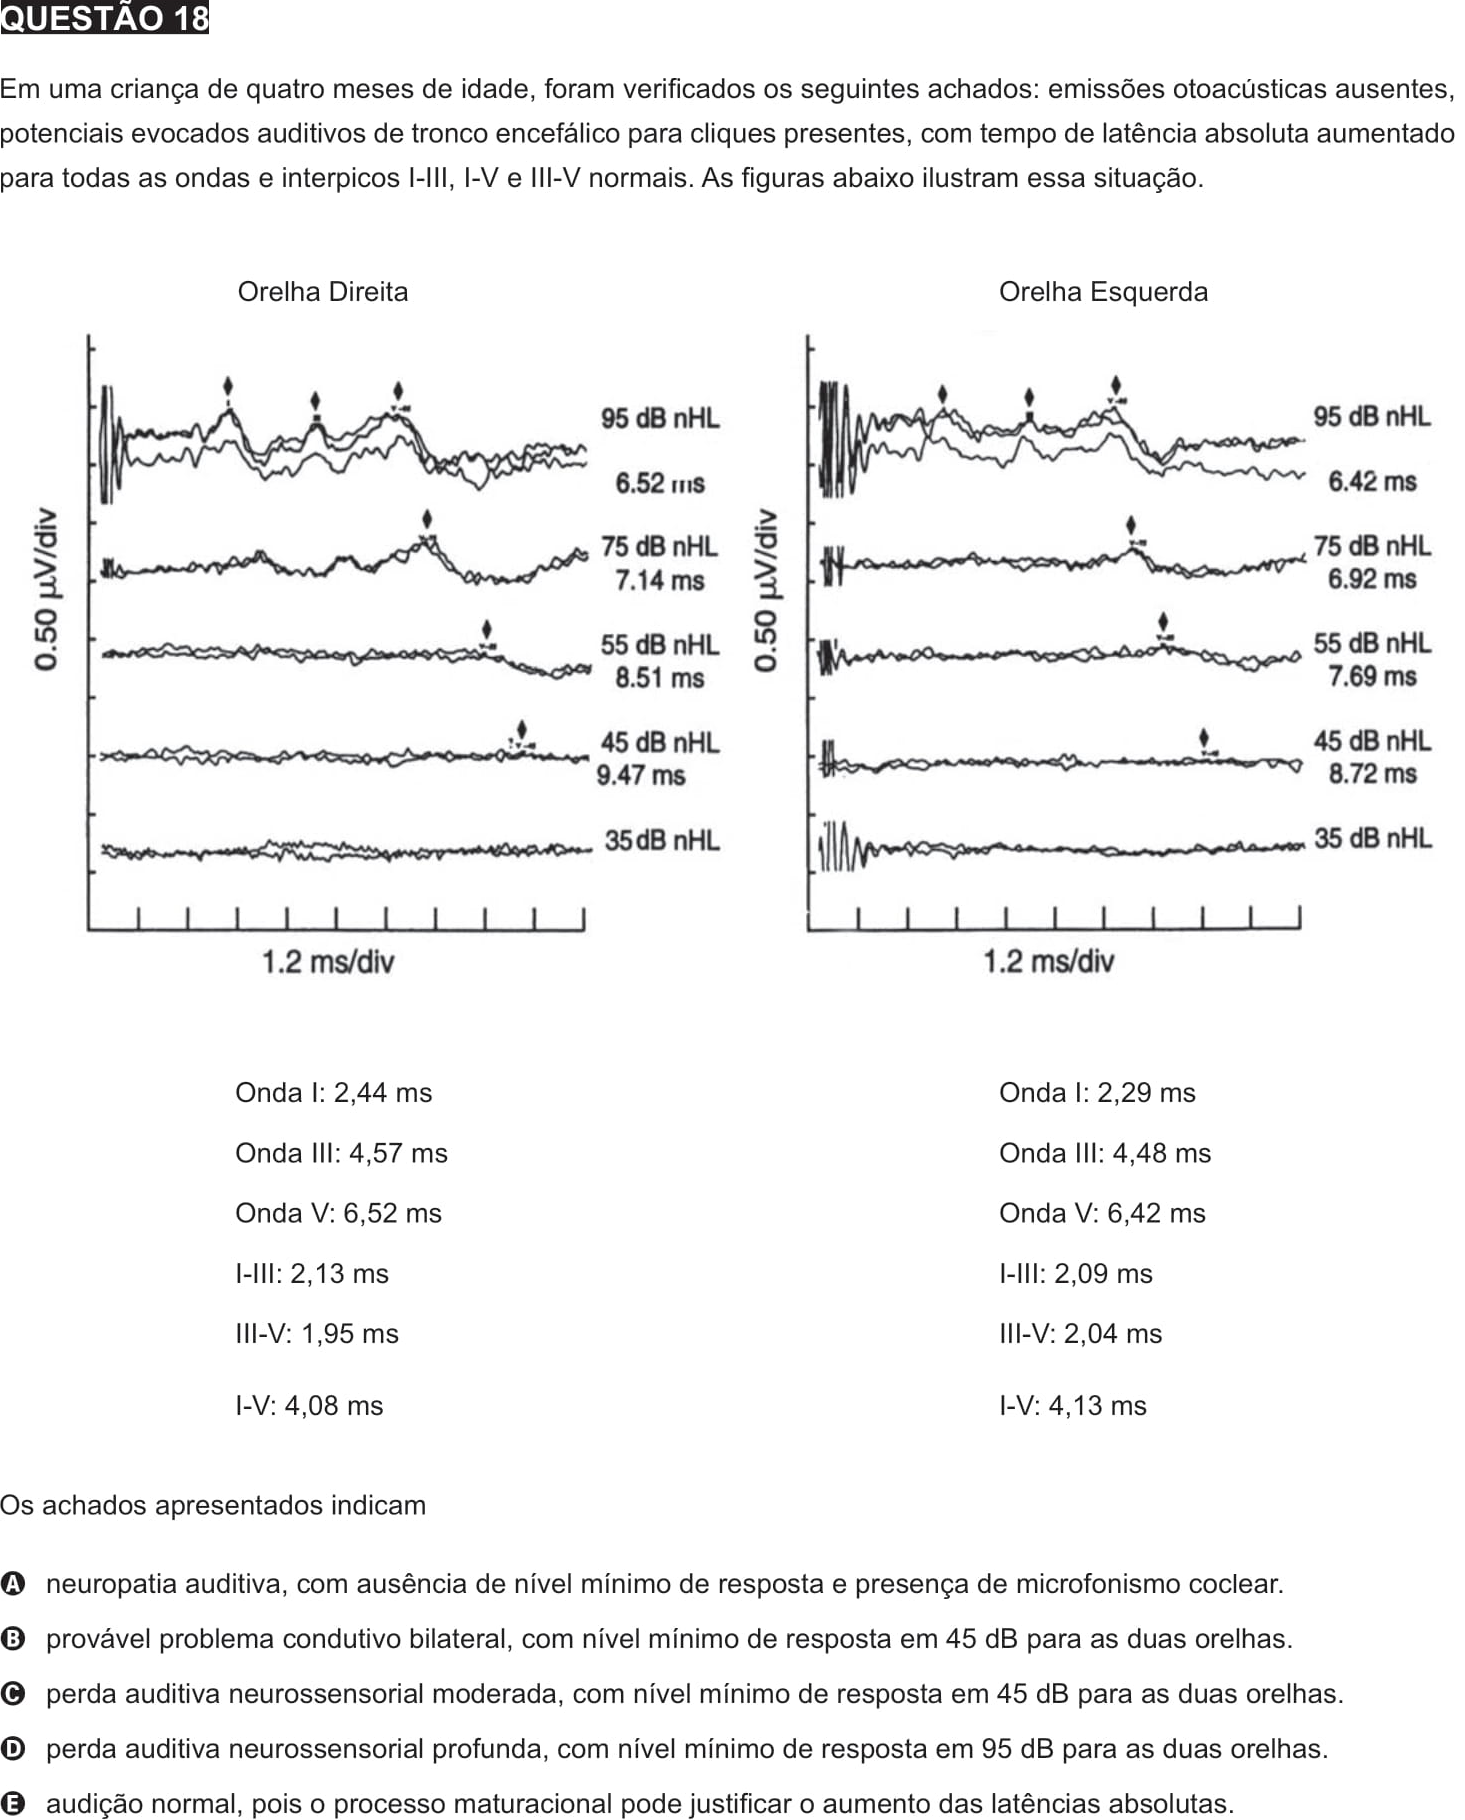 QUESTÃO 18
Em uma criança de quatro meses de idade, foram verificados os seguintes achados: emissões otoacústicas ausentes,
potenciais evocados auditivos de tronco encefálico para cliques presentes, com tempo de latência absoluta aumentado
para todas as ondas e interpicos I-III, I-V e III-V normais. As figuras abaixo ilustram essa situação.
Orelha Direita
0.50 µV/div
95 dB nHL
6.52 ms
75 dB nHL
7.14 ms
55 dB nHL
8.51 ms
45 dB nHL
9.47 ms
35 dB nHL
1.2 ms/div
Orelha Esquerda
0.50 µV/div
95 dB nHL
6.42 ms
75 dB nHL
6.92 ms
55 dB nHL
7.69 ms
45 dB nHL
8.72 ms
35 dB nHL
1.2 ms/div
Onda I: 2,44 ms
Onda III: 4,57 ms
Onda V: 6,52 ms
I-III: 2,13 ms
III-V: 1,95 ms
I-V: 4,08 ms
Onda I: 2,29 ms
Onda III: 4,48 ms
Onda V: 6,42 ms
I-III: 2,09 ms
III-V: 2,04 ms
I-V: 4,13 ms
Os achados apresentados indicam
A neuropatia auditiva, com ausência de nível mínimo de resposta e presença de microfonismo coclear.
B provável problema condutivo bilateral, com nível mínimo de resposta em 45 dB para as duas orelhas.
C perda auditiva neurossensorial moderada, com nível mínimo de resposta em 45 dB para as duas orelhas.
D perda auditiva neurossensorial profunda, com nível mínimo de resposta em 95 dB para as duas orelhas.
E audição normal, pois o processo maturacional pode justificar o aumento das latências absolutas.